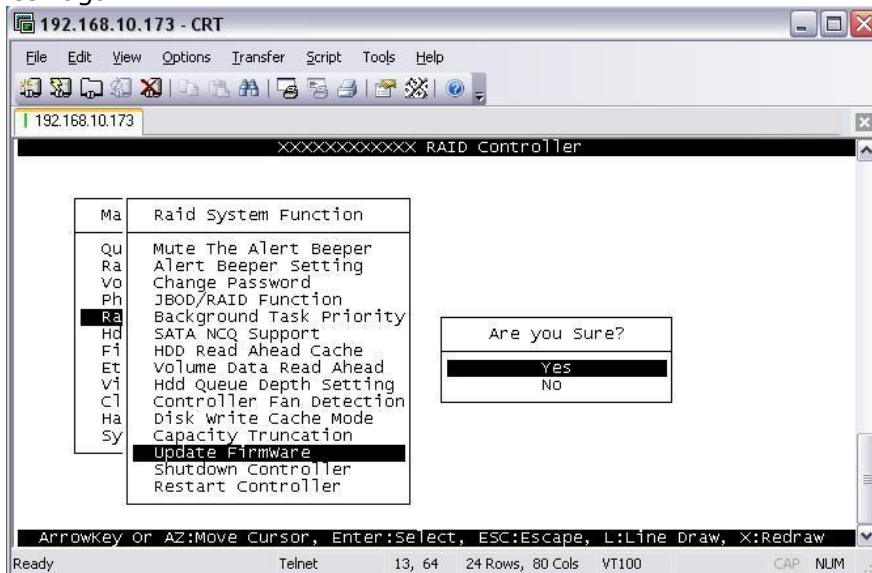 192.168.10.173 - CRT
File Edit View Options Transfer Script Tools Help
192.168.10.173
XXXXXXXXXXXX RAID Controller
Ma
Qu
Ra
Vo
Ph
Ra
Hd
Fi
Et
Vi
Cl
Ha
Sy
Raid System Function
Mute The Alert Beeper
Alert Beeper Setting
Change Password
JBOD/RAID Function
Background Task Priority
SATA NCQ Support
HDD Read Ahead Cache
Volume Data Read Ahead
Hdd Queue Depth Setting
Controller Fan Detection
Disk Write Cache Mode
Capacity Truncation
Update FirmWare
Shutdown Controller
Restart Controller
Are you Sure?
Yes
No
ArrowKey Or AZ:Move Cursor, Enter:Select, ESC:Escape, L:Line Draw, X:Redraw
Ready Telnet 13, 64 24 Rows, 80 Cols VT100 CAP NUM